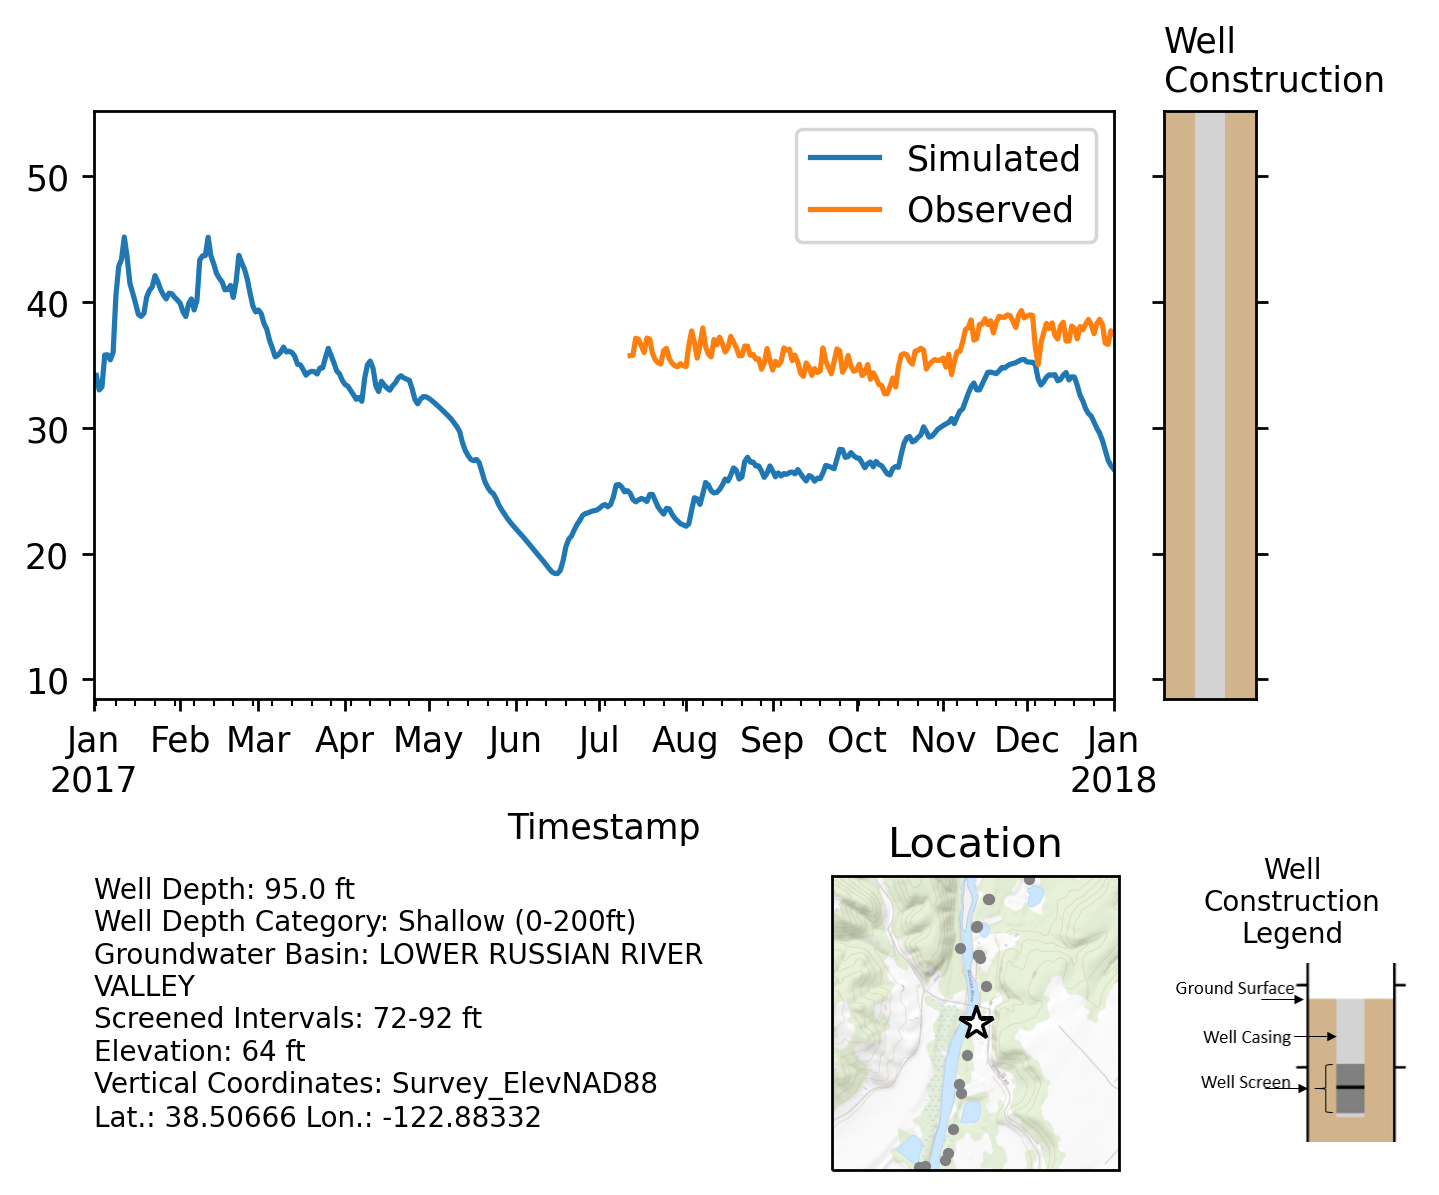 Well
Construction
50
40
30
20
10
Simulated
Observed
Jan
2017
Feb
Mar
Apr
May
Jun
Jul
Aug
Sep
Oct
Nov
Dec
Jan
2018
Timestamp
Well Depth: 95.0 ft
Well Depth Category: Shallow (0-200ft)
Groundwater Basin: LOWER RUSSIAN RIVER
VALLEY
Screened Intervals: 72-92 ft
Elevation: 64 ft
Vertical Coordinates: Survey_ElevNAD88
Lat.: 38.50666 Lon.: -122.88332
Location
Well
Construction
Legend
Ground Surface
Well Casing
Well Screen